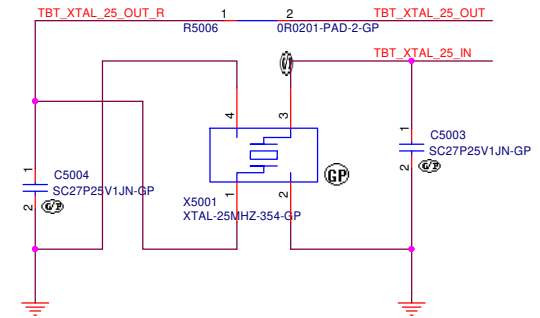 TBT_XTAL_25_OUT_R
1
2
TBT_XTAL_25_OUT
R5006
0R0201-PAD-2-GP
TBT_XTAL_25_IN
4
3
1
C5003
SC27P25V1JN-GP
2
G/P
1
C5004
SC27P25V1JN-GP
2
G/P
GP
1
2
X5001
XTAL-25MHZ-354-GP